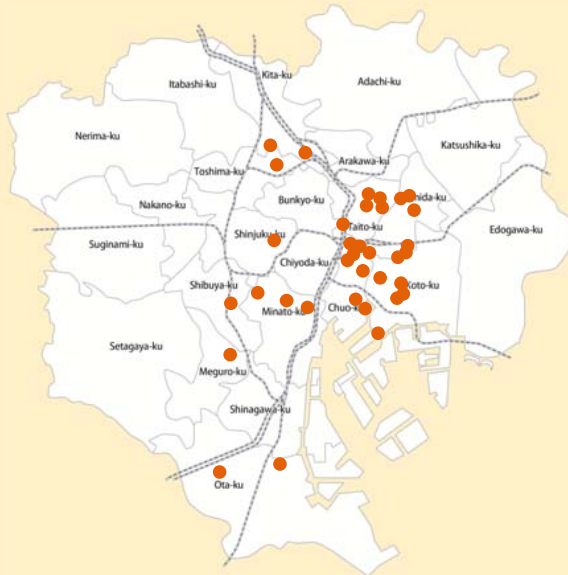 Kita-ku
Itabashi-ku
Adachi-ku
Nerima-ku
Katsushika-ku
Arakawa-ku
Toshima-ku
Bunkyo-ku
Nakano-ku
ida-ku
Taito-ku
Edogawa-ku
Shinjuku-ku
Suginami-ku
Chiyoda-ku
Shibuya-ku
Koto-ku
Chuo-k
Minato-ku
Setagaya-ku
Meguro-ku
Shinagawa-ku
Ota-ku